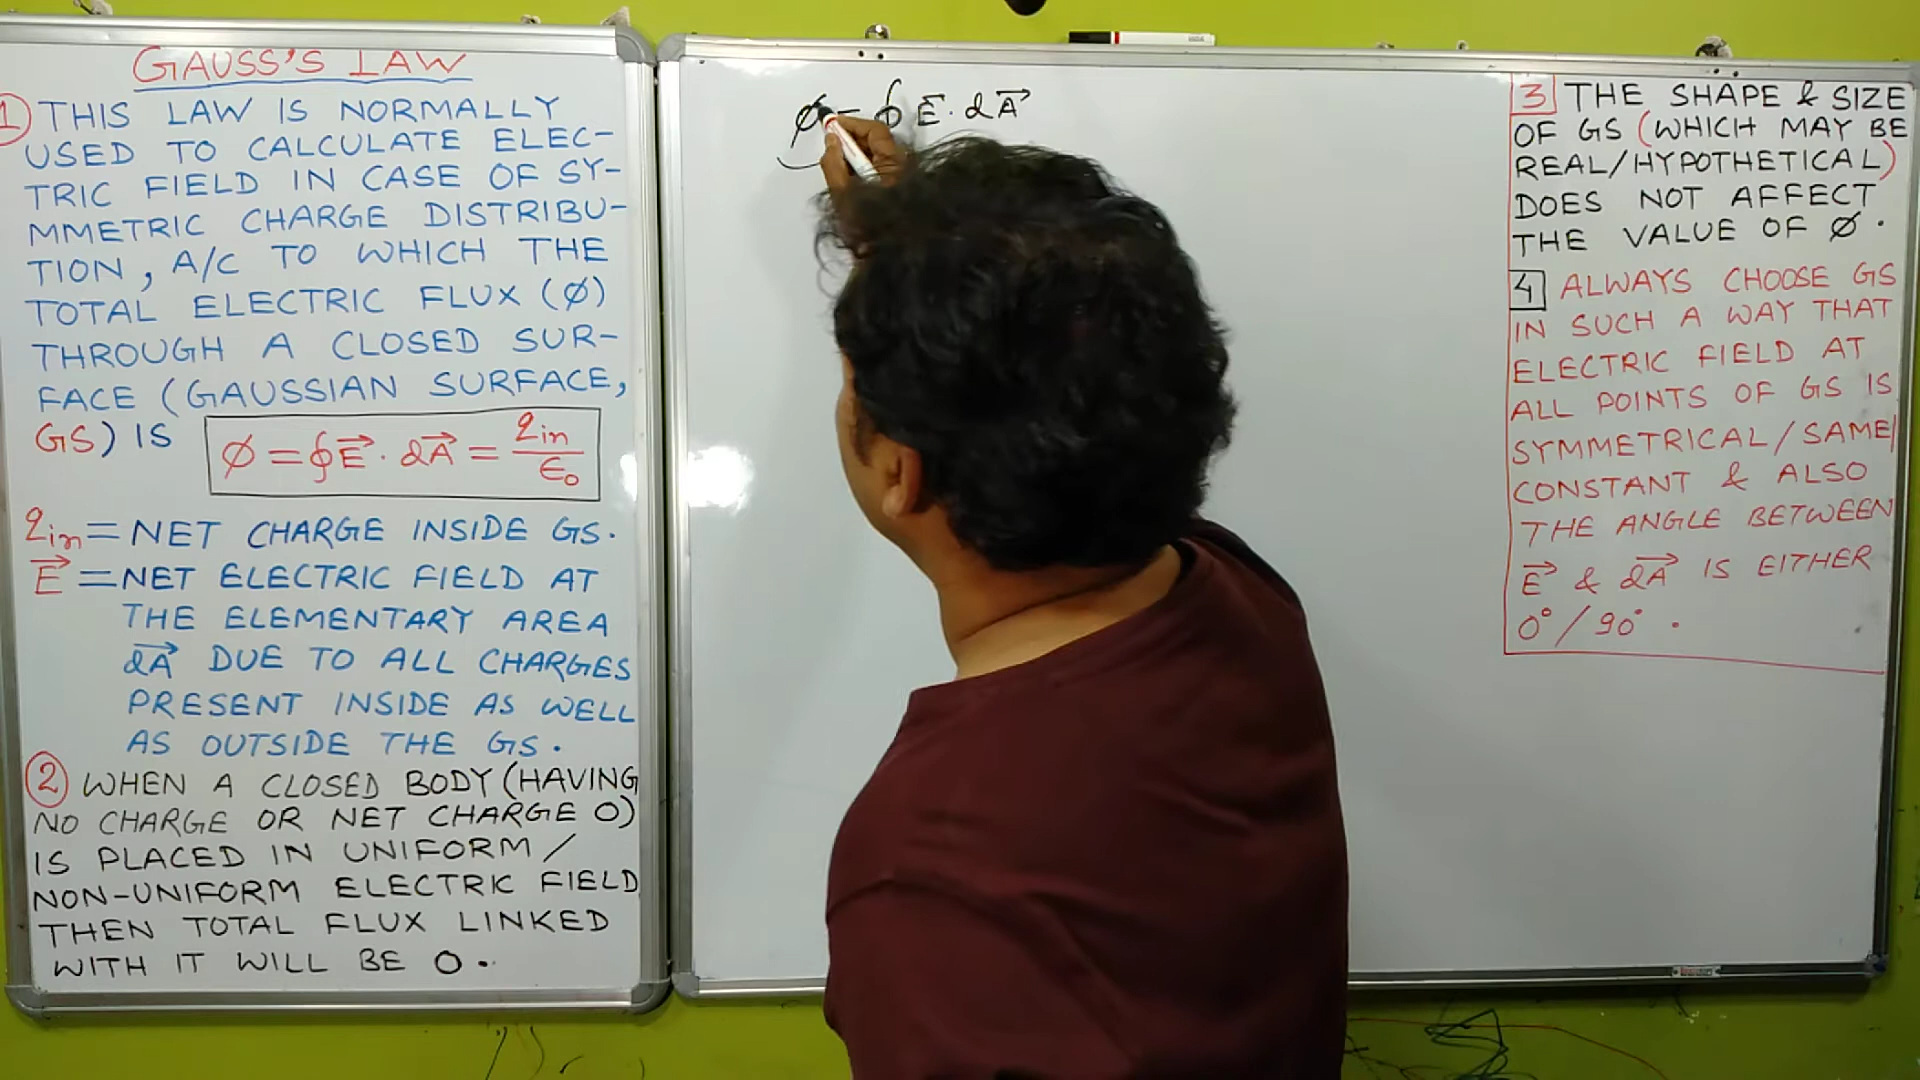 GAUSS'S LAW
1 THIS LAW IS NORMALLY
USED TO CALCULATE ELEC-
TRIC FIELD IN CASE OF SY-
MMETRIC CHARGE DISTRIBU-
TION, A/C TO WHICH THE
TOTAL ELECTRIC FLUX (Ø)
THROUGH A CLOSED SUR-
FACE (GAUSSIAN SURFACE,
GS) IS Ø = ∮E⃗ · dA⃗ = qin/ϵ0
qin = NET CHARGE INSIDE GS.
E⃗ = NET ELECTRIC FIELD AT
THE ELEMENTARY AREA
dA⃗ DUE TO ALL CHARGES
PRESENT INSIDE AS WELL
AS OUTSIDE THE GS.
2 WHEN A CLOSED BODY (HAVING
NO CHARGE OR NET CHARGE 0)
IS PLACED IN UNIFORM /
NON-UNIFORM ELECTRIC FIELD
THEN TOTAL FLUX LINKED
WITH IT WILL BE 0.
Ø = ∮ E⃗ · dA⃗
3 THE SHAPE & SIZE
OF GS (WHICH MAY BE
REAL/HYPOTHETICAL)
DOES NOT AFFECT
THE VALUE OF Ø.
4 ALWAYS CHOOSE GS
IN SUCH A WAY THAT
ELECTRIC FIELD AT
ALL POINTS OF GS IS
SYMMETRICAL/SAME/
CONSTANT & ALSO
THE ANGLE BETWEEN
E⃗ & dA⃗ IS EITHER
0°/90°.